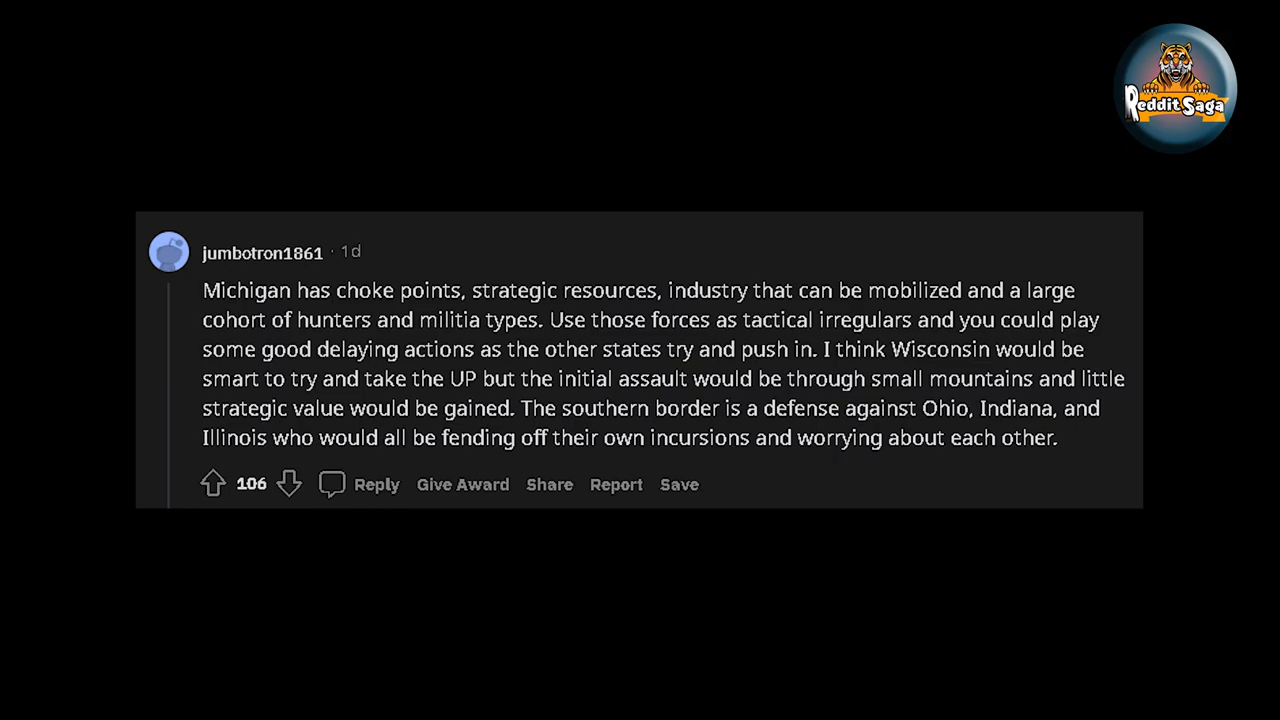 Reddit Saga
jumbotron1861 · 1d
Michigan has choke points, strategic resources, industry that can be mobilized and a large
cohort of hunters and militia types. Use those forces as tactical irregulars and you could play
some good delaying actions as the other states try and push in. I think Wisconsin would be
smart to try and take the UP but the initial assault would be through small mountains and little
strategic value would be gained. The southern border is a defense against Ohio, Indiana, and
Illinois who would all be fending off their own incursions and worrying about each other.
106 Reply Give Award Share Report Save